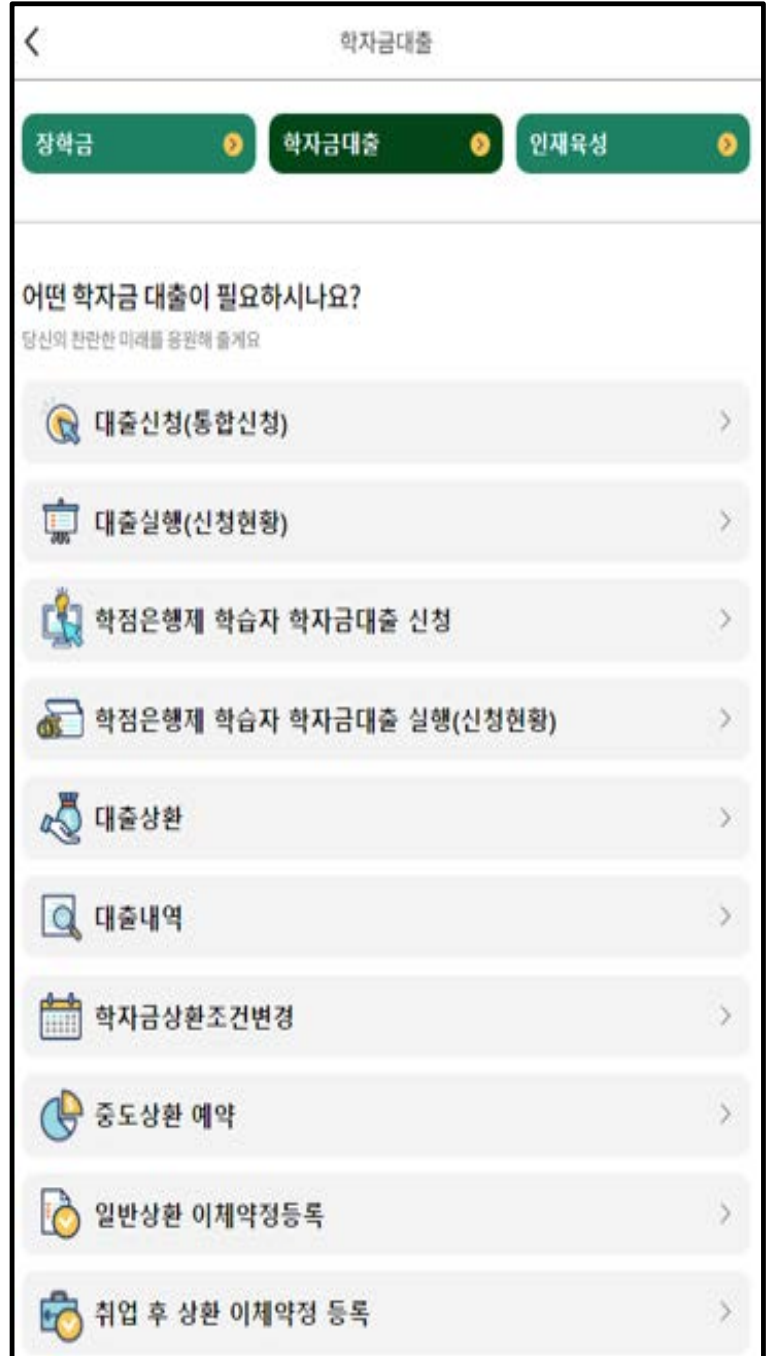 학자금대출
장학금
학자금대출
인재육성
어떤 학자금 대출이 필요하시나요?
당신의 찬란한 미래를 응원해 줄게요
대출신청(통합신청)
대출실행(신청현황)
학점은행제 학습자 학자금대출 신청
학점은행제 학습자 학자금대출 실행(신청현황)
대출상환
대출내역
학자금상환조건변경
중도상환 예약
일반상환 이체약정등록
취업 후 상환 이체약정 등록